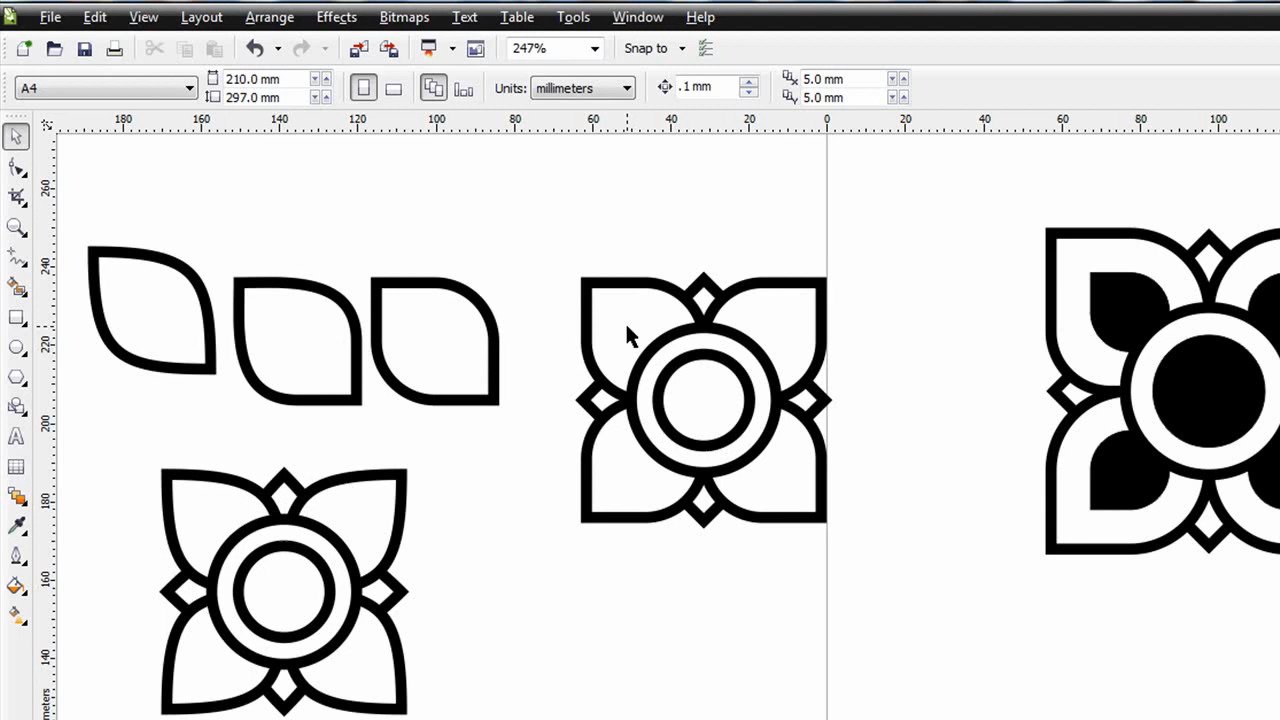 File Edit View Layout Arrange Effects Bitmaps Text Table Tools Window Help
247% Snap to
A4 210.0 mm 297.0 mm Units: millimeters .1 mm 5.0 mm 5.0 mm
180 160 140 120 100 80 60 40 20 0 20 40 60 80 100
260
240
220
200
180
160
140
meters